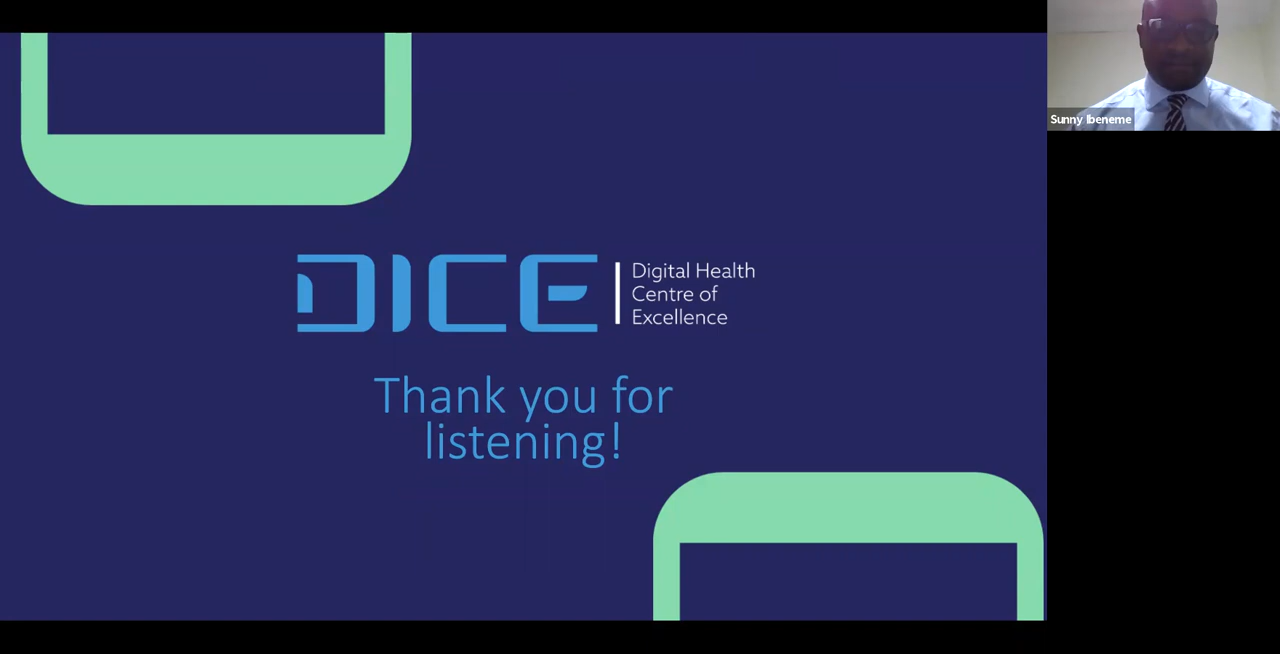 DICE
Digital Health
Centre of
Excellence
Thank you for
listening!
Sunny Ibeneme